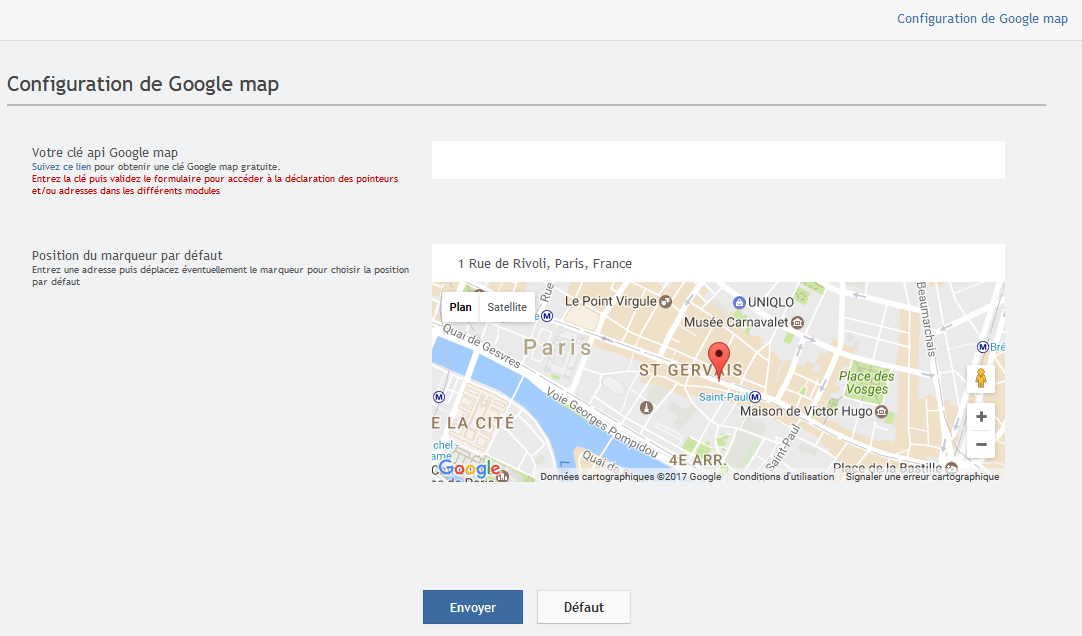 Configuration de Google map
Configuration de Google map
Votre clé api Google map
Suivez ce lien pour obtenir une clé Google map gratuite.
Entrez la clé puis validez le formulaire pour accéder à la déclaration des pointeurs
et/ou adresses dans les différents modules
Position du marqueur par défaut
Entrez une adresse puis déplacez éventuellement le marqueur pour choisir la position
par défaut
1 Rue de Rivoli, Paris, France
Plan
Satellite
Rue
Le Point Virgule
UNIQLO
Musée Carnavalet
Beaumarchais
M
Quai de Gesvres
Paris
ST GERVAIS
M
Bré
Place des
Vosges
M
Saint-Paul
M
Maison de Victor Hugo
E LA CITÉ
Voie Georges Pompidou
Saint-Paul
+
−
chel -
ame
4E ARR.
Quai d
Place de la Bastille
Google
Données cartographiques ©2017 Google
Conditions d'utilisation
Signaler une erreur cartographique
Envoyer
Défaut